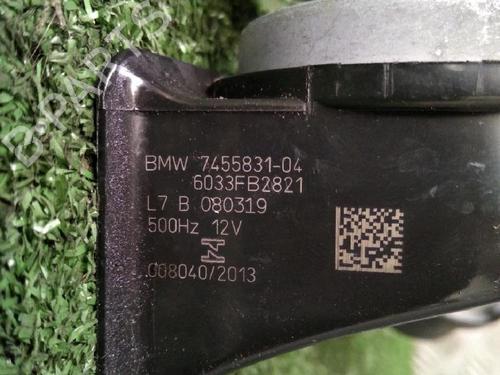 BMW 7455831-04
6033FB2821
L7 B 080319
500Hz 12V
008040/2013